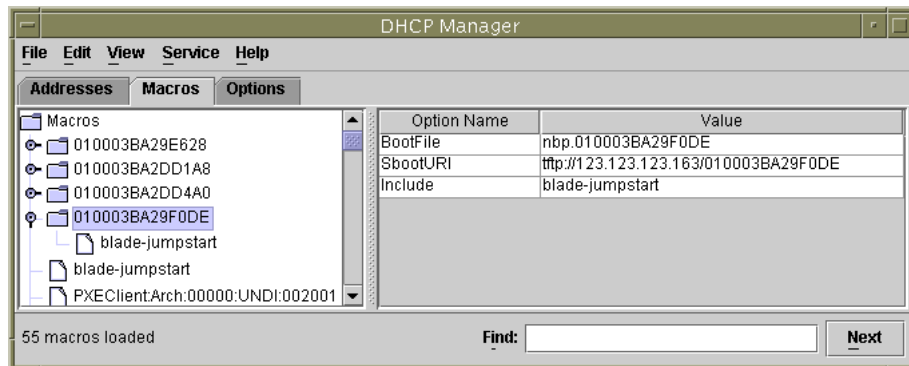 DHCP Manager
File Edit View Service Help
Addresses Macros Options
Macros
010003BA29E628
010003BA2DD1A8
010003BA2DD4A0
010003BA29F0DE
blade-jumpstart
blade-jumpstart
PXEClient:Arch:00000:UNDI:002001
Option Name Value
BootFile nbp.010003BA29F0DE
SbootURI tftp://123.123.123.163/010003BA29F0DE
Include blade-jumpstart
55 macros loaded
Find:
Next